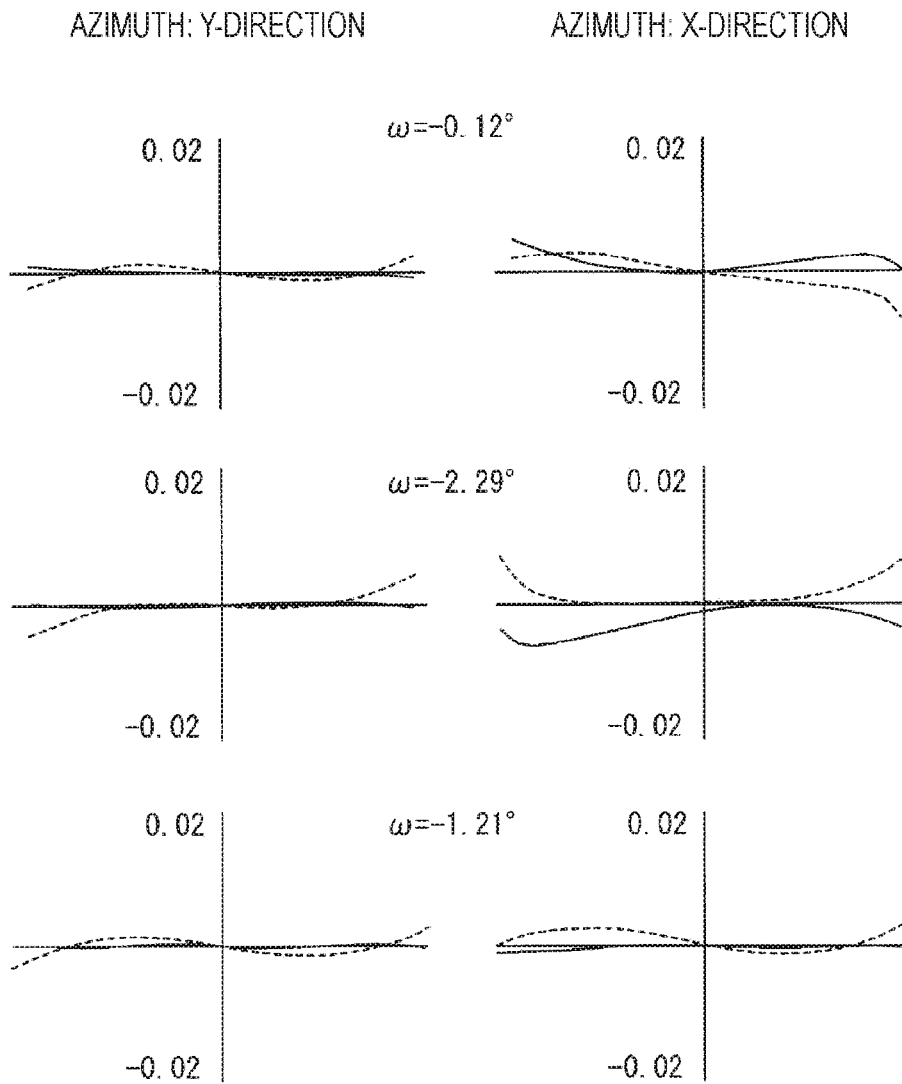 AZIMUTH: Y-DIRECTION AZIMUTH: X-DIRECTION
ω=-0.12°
0.02 0.02
-0.02 -0.02
0.02 ω=-2.29° 0.02
-0.02 -0.02
0.02 ω=-1.21° 0.02
-0.02 -0.02